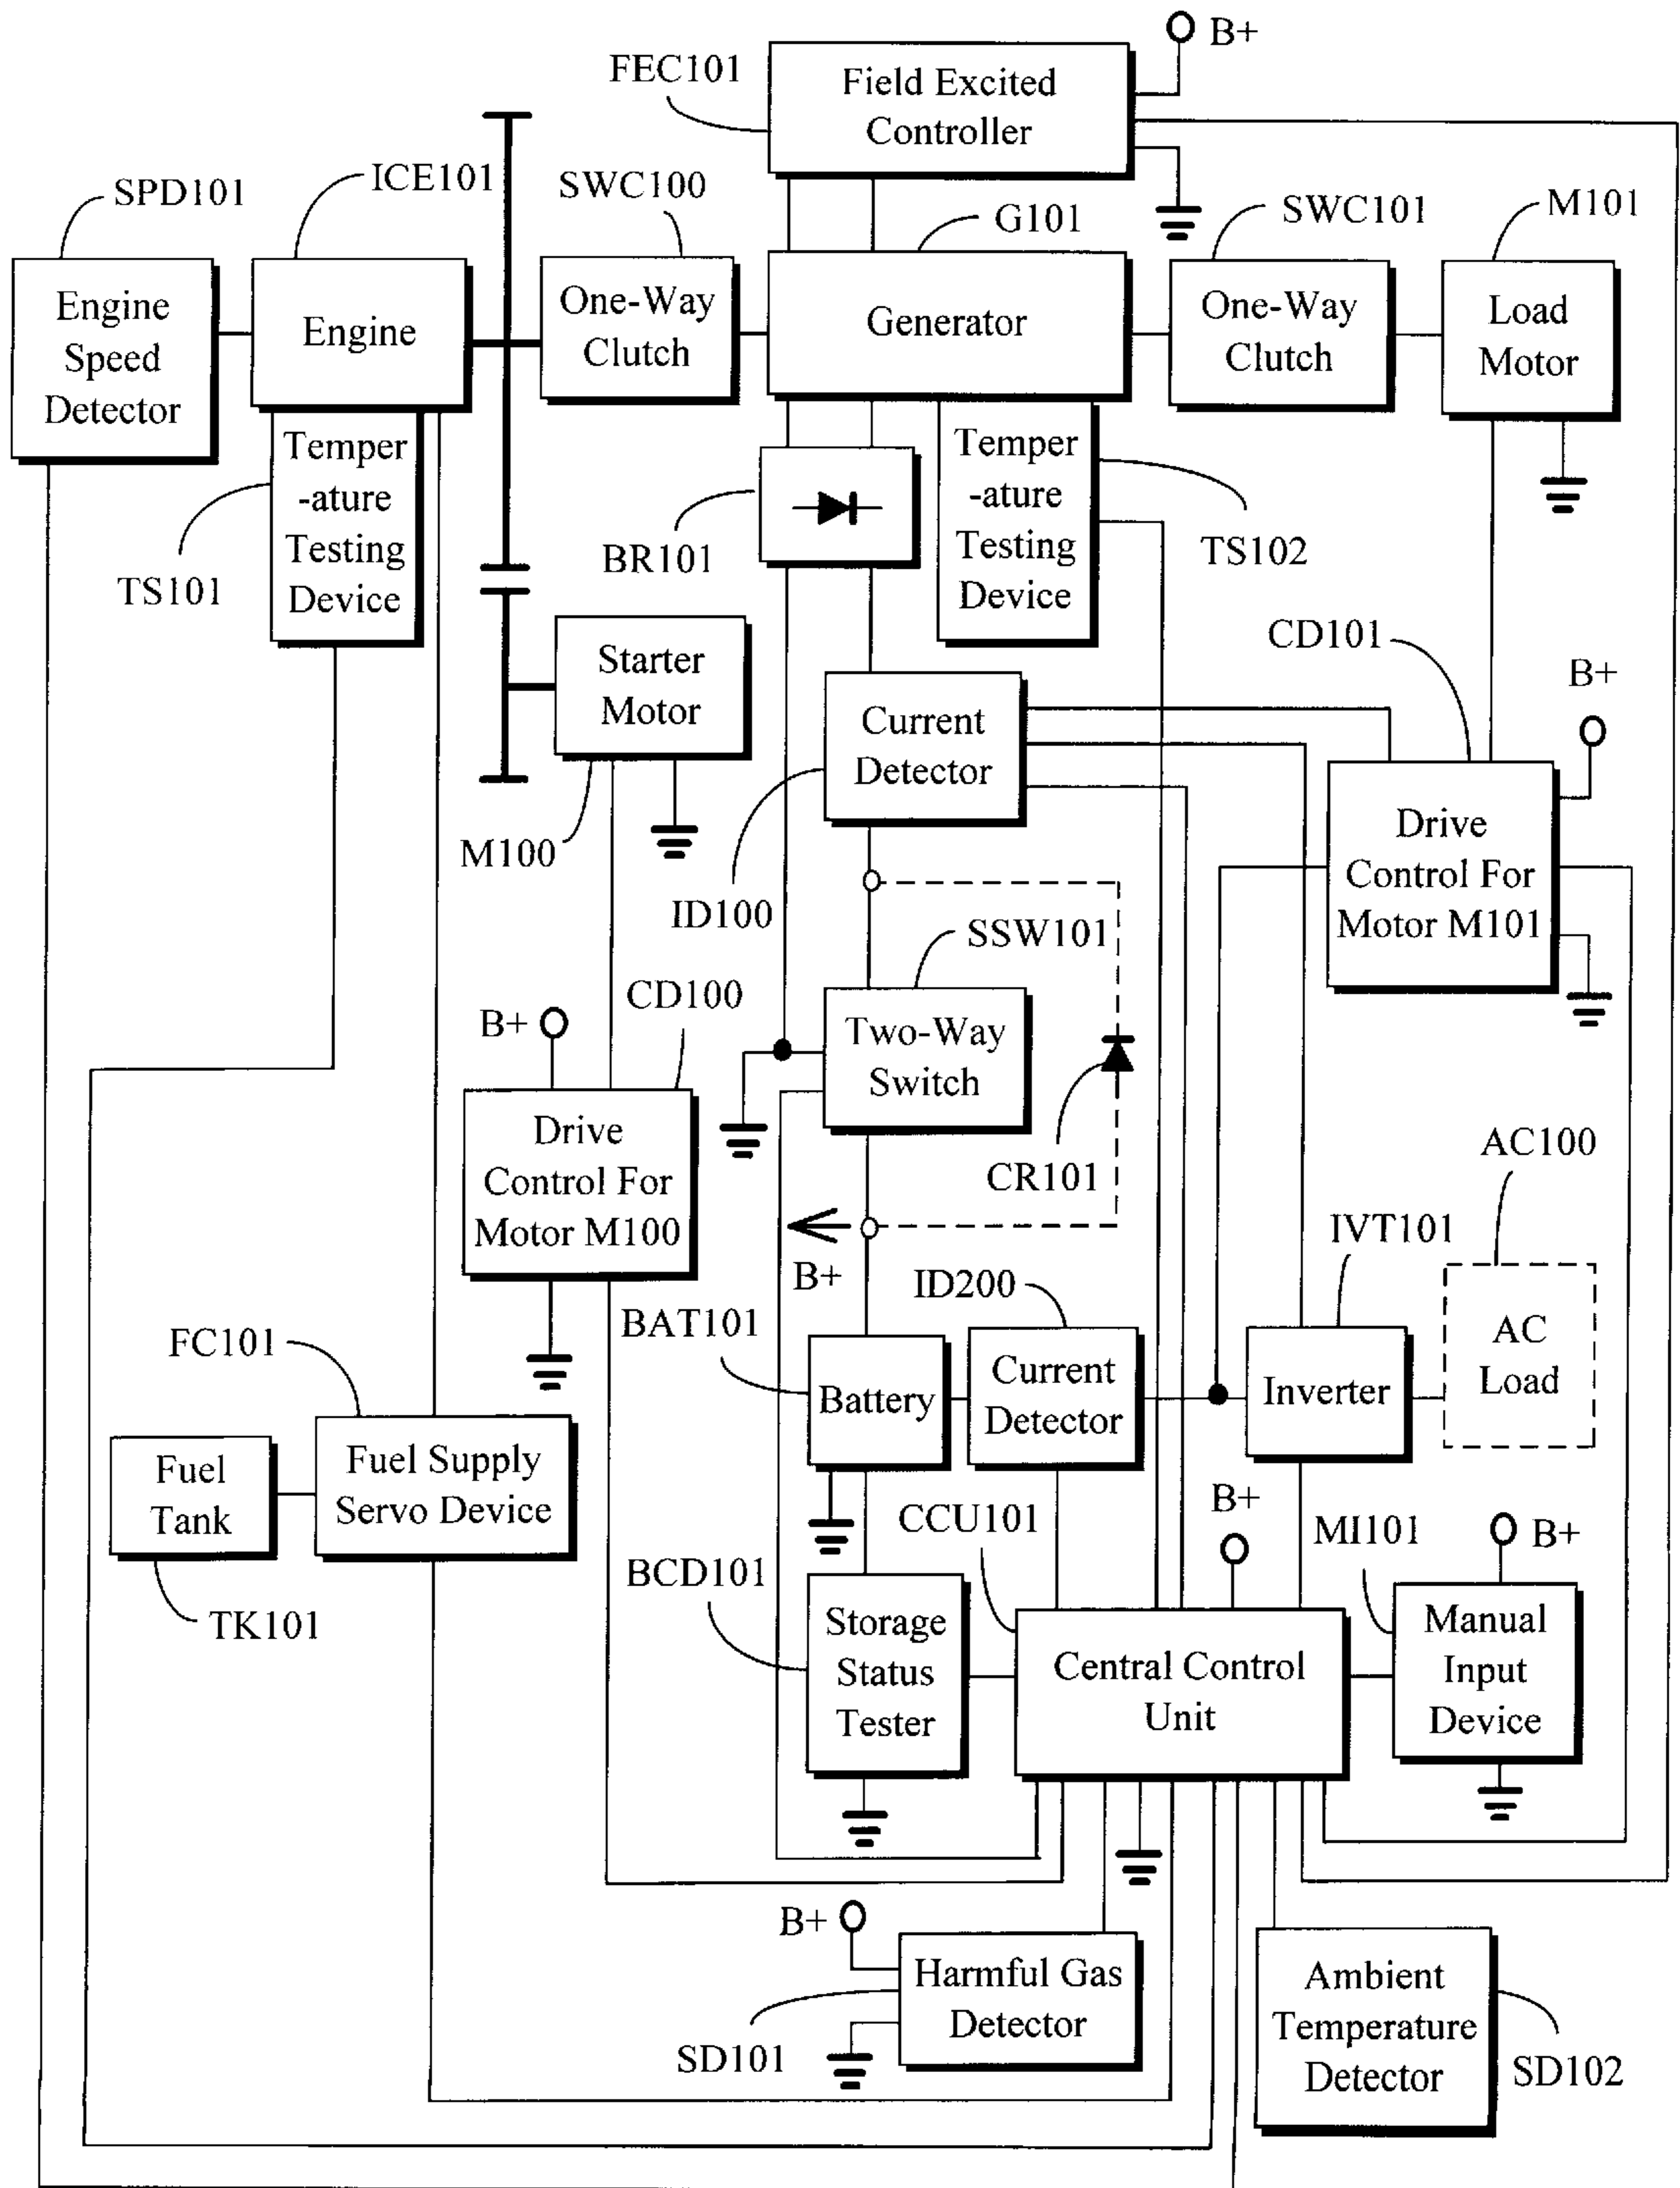 B+
FEC101
Field Excited
Controller
SPD101
ICE101
SWC100
G101
SWC101
M101
Engine
Speed
Detector
Engine
One-Way
Clutch
Generator
One-Way
Clutch
Load
Motor
Temper
-ature
Testing
Device
TS101
BR101
Temper
-ature
Testing
Device
TS102
Starter
Motor
M100
Current
Detector
ID100
CD101
B+
Drive
Control For
Motor M101
SSW101
Two-Way
Switch
CD100
B+
Drive
Control For
Motor M100
CR101
B+
AC100
IVT101
AC
Load
Inverter
ID200
BAT101
Battery
Current
Detector
FC101
Fuel
Tank
Fuel Supply
Servo Device
TK101
CCU101
B+
MI101
B+
BCD101
Storage
Status
Tester
Central Control
Unit
Manual
Input
Device
B+
Harmful Gas
Detector
SD101
Ambient
Temperature
Detector
SD102